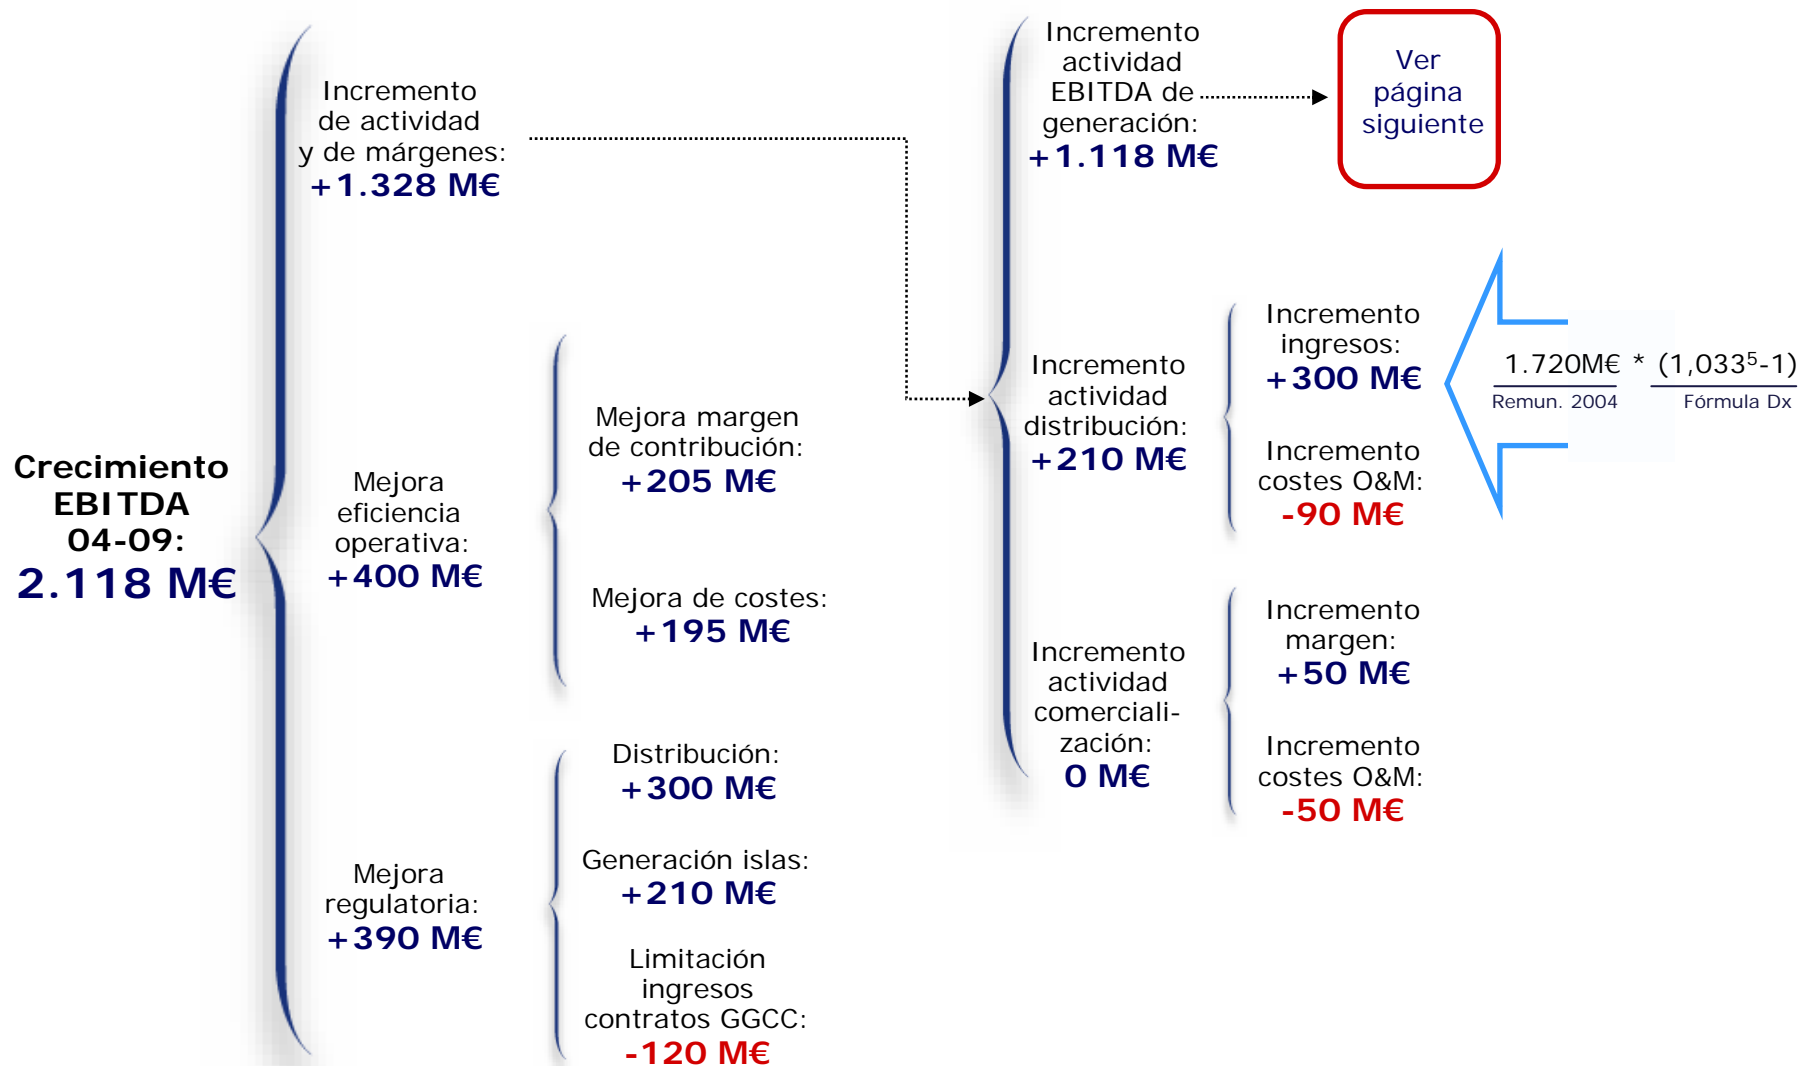 Crecimiento
EBITDA
04-09:
2.118 M€
Incremento
de actividad
y de márgenes:
+1.328 M€
Mejora
eficiencia
operativa:
+400 M€
Mejora margen
de contribución:
+205 M€
Mejora de costes:
+195 M€
Mejora
regulatoria:
+390 M€
Distribución:
+300 M€
Generación islas:
+210 M€
Limitación
ingresos
contratos GGCC:
-120 M€
Incremento
actividad
EBITDA de
generación:
+1.118 M€
Ver
página
siguiente
Incremento
actividad
distribución:
+210 M€
Incremento
ingresos:
+300 M€
1.720M€ * (1,033⁵-1)
Remun. 2004 Fórmula Dx
Incremento
costes O&M:
-90 M€
Incremento
actividad
comerciali-
zación:
0 M€
Incremento
margen:
+50 M€
Incremento
costes O&M:
-50 M€